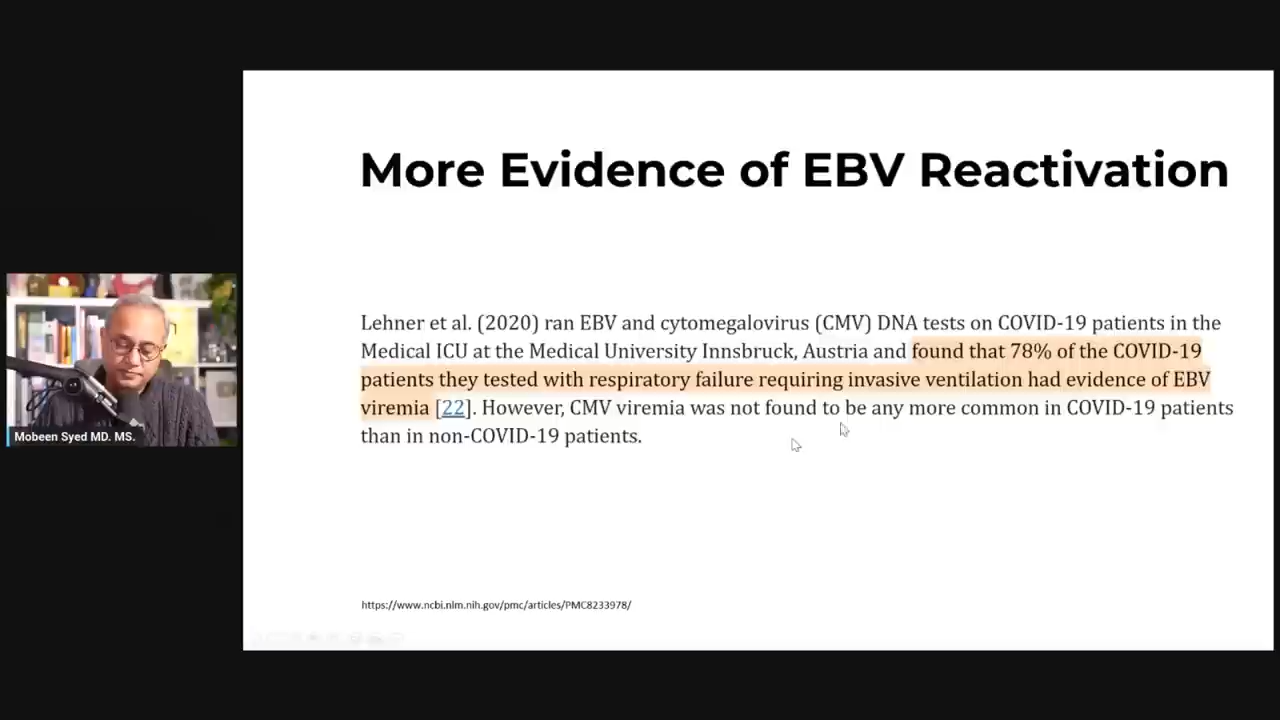 More Evidence of EBV Reactivation
Lehner et al. (2020) ran EBV and cytomegalovirus (CMV) DNA tests on COVID-19 patients in the
Medical ICU at the Medical University Innsbruck, Austria and found that 78% of the COVID-19
patients they tested with respiratory failure requiring invasive ventilation had evidence of EBV
viremia [22]. However, CMV viremia was not found to be any more common in COVID-19 patients
than in non-COVID-19 patients.
Mobeen Syed MD. MS.
https://www.ncbi.nlm.nih.gov/pmc/articles/PMC8233978/